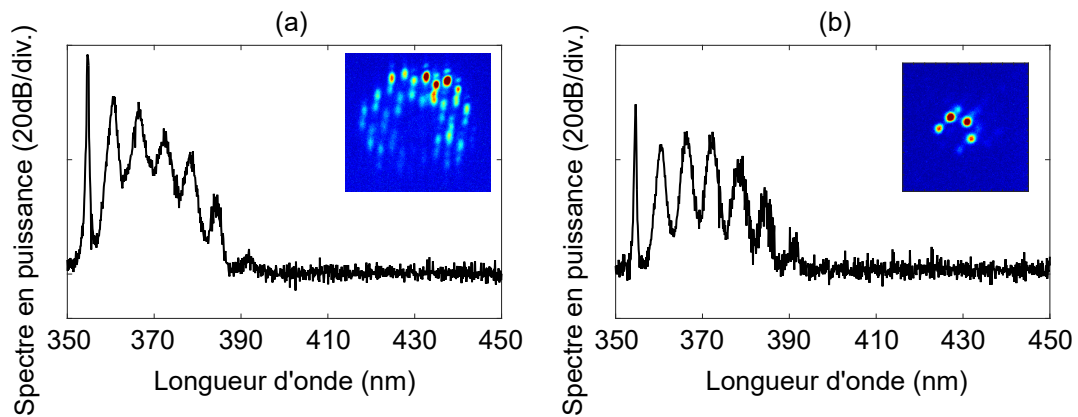 (a)
Spectre en puissance (20dB/div.)
350 370 390 410 430 450
Longueur d'onde (nm)
(b)
Spectre en puissance (20dB/div.)
350 370 390 410 430 450
Longueur d'onde (nm)